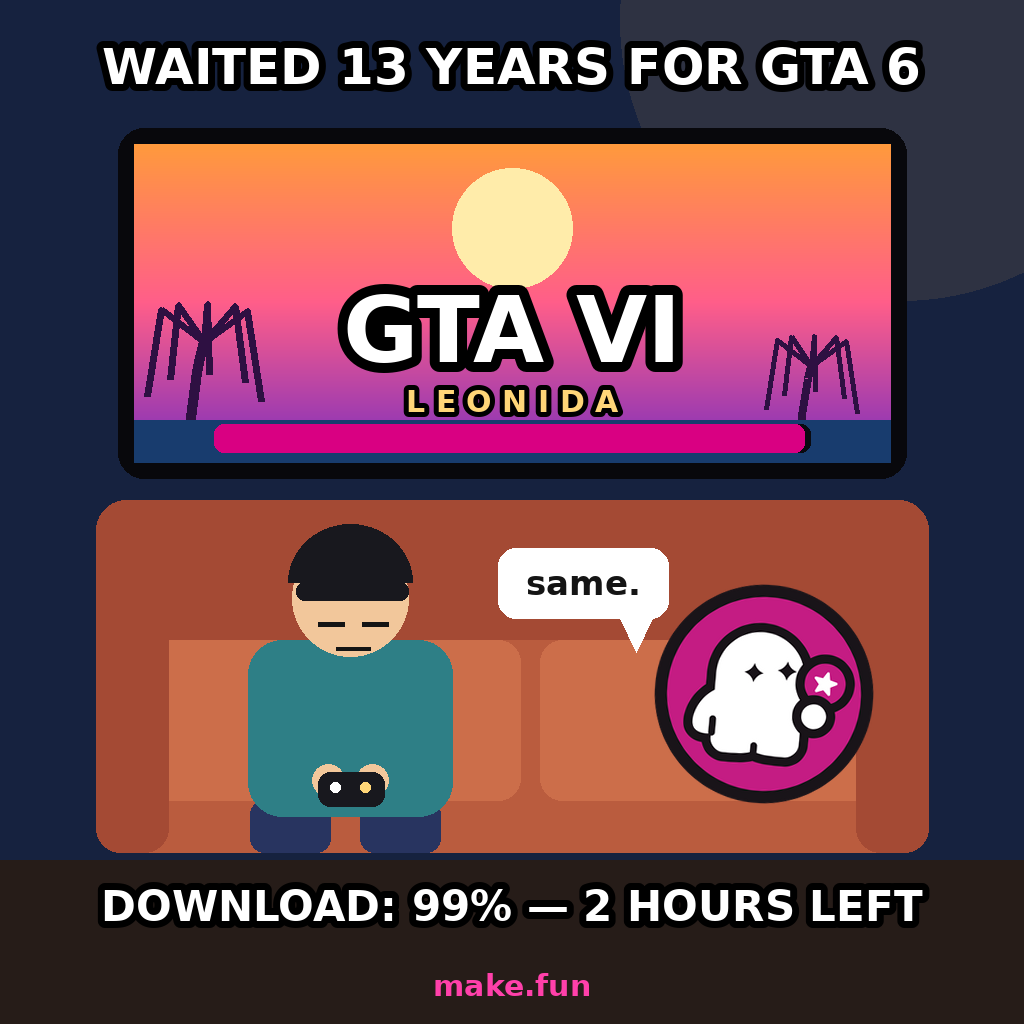 WAITED 13 YEARS FOR GTA 6
GTA VI
LEONIDA
same.
DOWNLOAD: 99% — 2 HOURS LEFT
make.fun